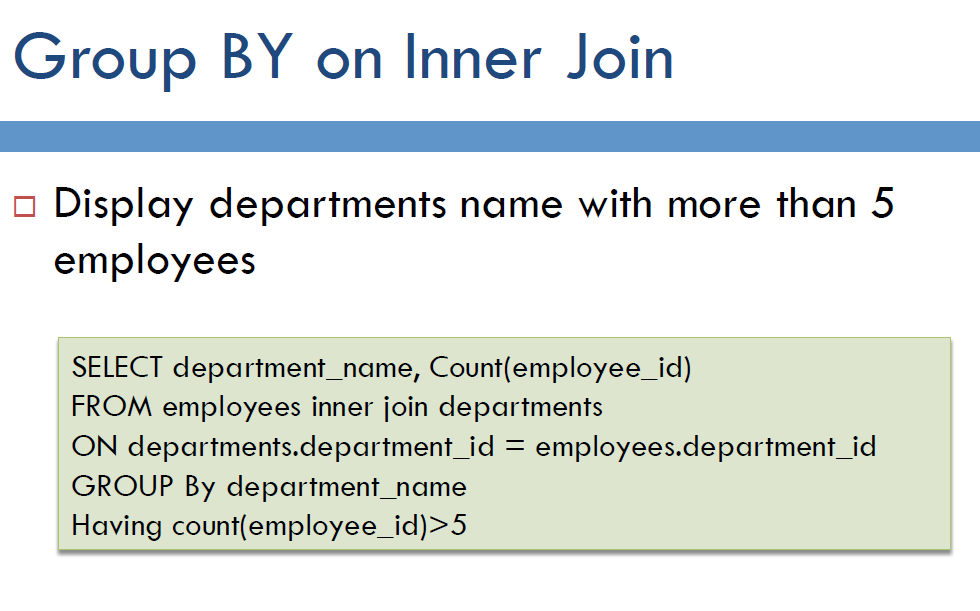 Group BY on Inner Join
Display departments name with more than 5
employees
SELECT department_name, Count(employee_id)
FROM employees inner join departments
ON departments.department_id = employees.department_id
GROUP By department_name
Having count(employee_id)>5